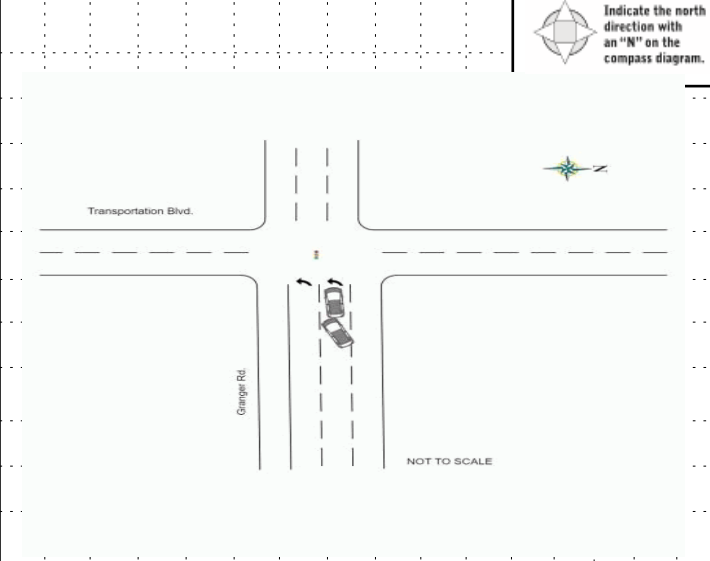 Indicate the north
direction with
an “N” on the
compass diagram.
N
Transportation Blvd.
Granger Rd.
NOT TO SCALE